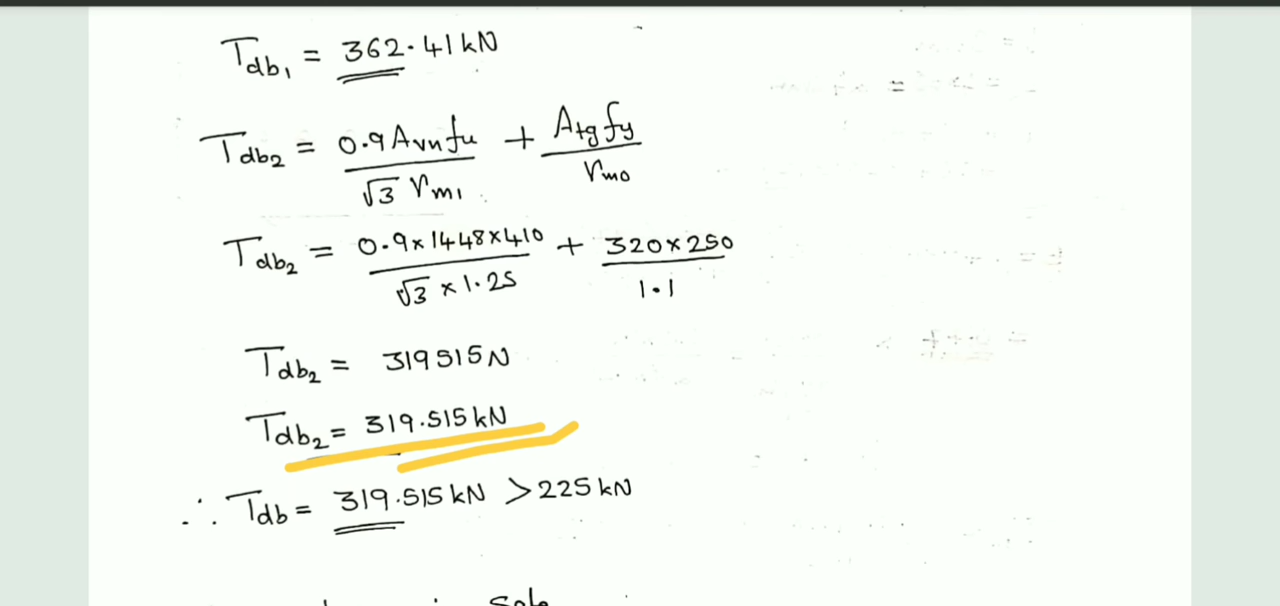 Tdb₁ = 362.41 kN
Tdb₂ = 0.9 Avn fu / √3 γm1 + Atg fy / γmo
Tdb₂ = 0.9 × 1448 × 410 / √3 × 1.25 + 320 × 250 / 1.1
Tdb₂ = 319515 N
Tdb₂ = 319.515 kN
∴ Tdb = 319.515 kN > 225 kN